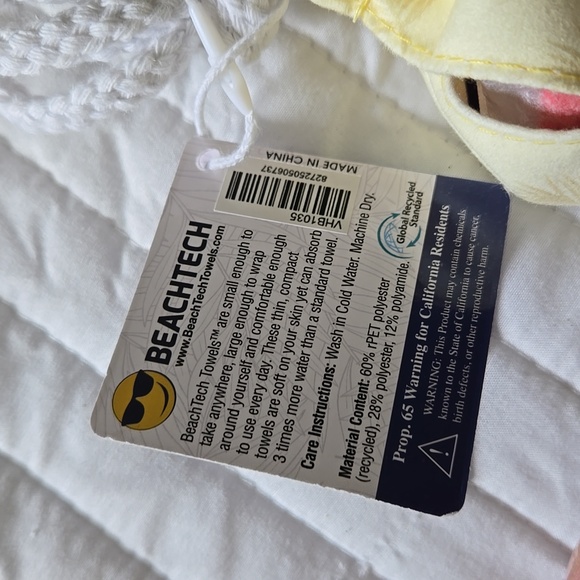 BEACHTECH
www.BeachTechTowels.com
827250506737
MADE IN CHINA
VHB1035
BeachTech Towels™ are small enough to
take anywhere, large enough to wrap
around yourself and comfortable enough
to use every day. These thin, compact
towels are soft on your skin yet can absorb
3 times more water than a standard towel.
Care Instructions: Wash in Cold Water. Machine Dry.
Material Content: 60% rPET polyester
(recycled), 28% polyester, 12% polyamide.
Global Recycled
Standard
Prop. 65 Warning for California Residents
WARNING: This Product may contain chemicals
known to the State of California to cause cancer,
birth defects, or other reproductive harm.